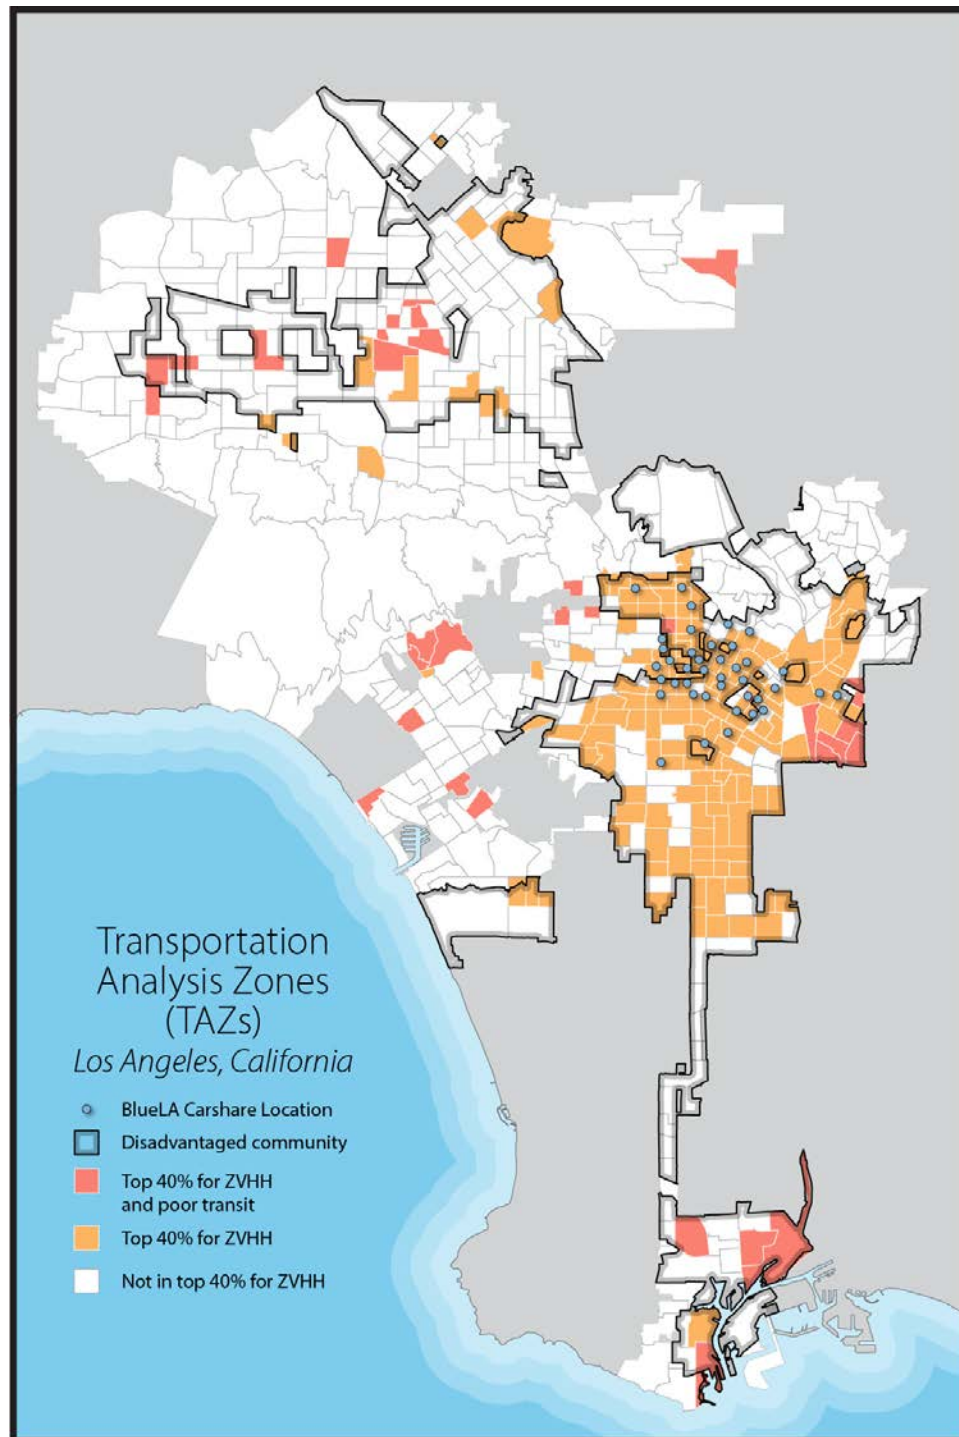 Transportation
Analysis Zones
(TAZs)
Los Angeles, California
BlueLA Carshare Location
Disadvantaged community
Top 40% for ZVHH
and poor transit
Top 40% for ZVHH
Not in top 40% for ZVHH